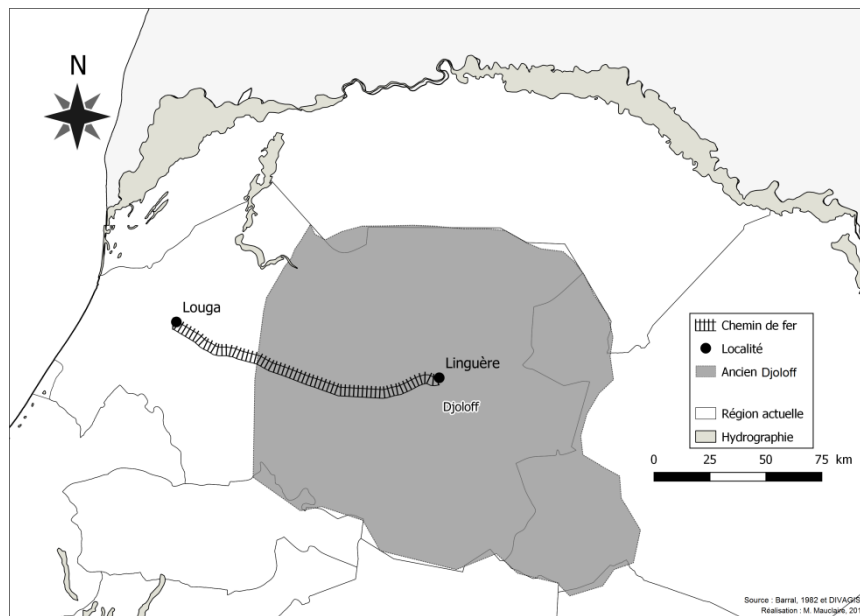 N
Louga
Linguère
Djoloff
Chemin de fer
Localité
Ancien Djoloff
Région actuelle
Hydrographie
0 25 50 75 km
Source : Barral, 1982 et DIVAGIS
Réalisation : M. Mauclaire, 201